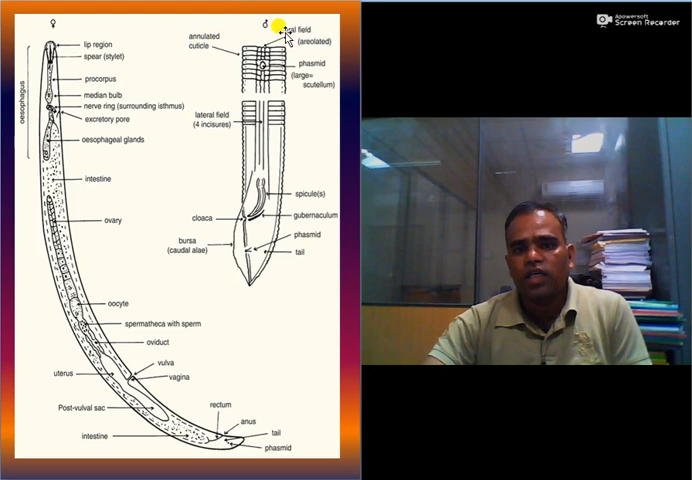 ♀
lip region
spear (stylet)
procorpus
median bulb
nerve ring (surrounding isthmus)
excretory pore
oesophageal glands
oesophagus
intestine
ovary
oocyte
spermatheca with sperm
oviduct
vulva
uterus
vagina
Post-vulval sac
rectum
anus
intestine
tail
phasmid
♂
al field
(areolated)
annulated
cuticle
phasmid
(large=
scutellum)
lateral field
(4 incisures)
spicule(s)
cloaca
gubernaculum
phasmid
bursa
(caudal alae)
tail
Apowersoft
SCREEN RECORDER